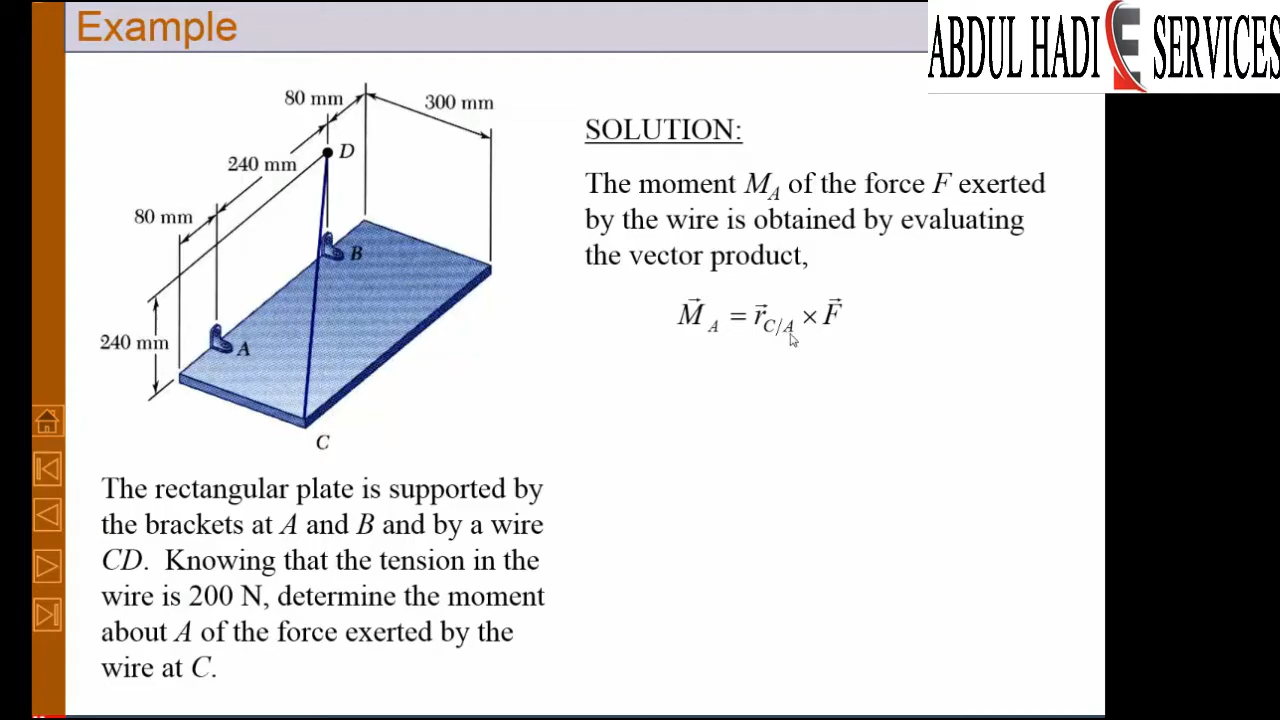 Example
ABDUL HADI E SERVICES
80 mm
300 mm
D
240 mm
80 mm
B
240 mm
A
C
The rectangular plate is supported by
the brackets at A and B and by a wire
CD. Knowing that the tension in the
wire is 200 N, determine the moment
about A of the force exerted by the
wire at C.
SOLUTION:
The moment M_A of the force F exerted
by the wire is obtained by evaluating
the vector product,
M⃗_A = r⃗_C/A × F⃗